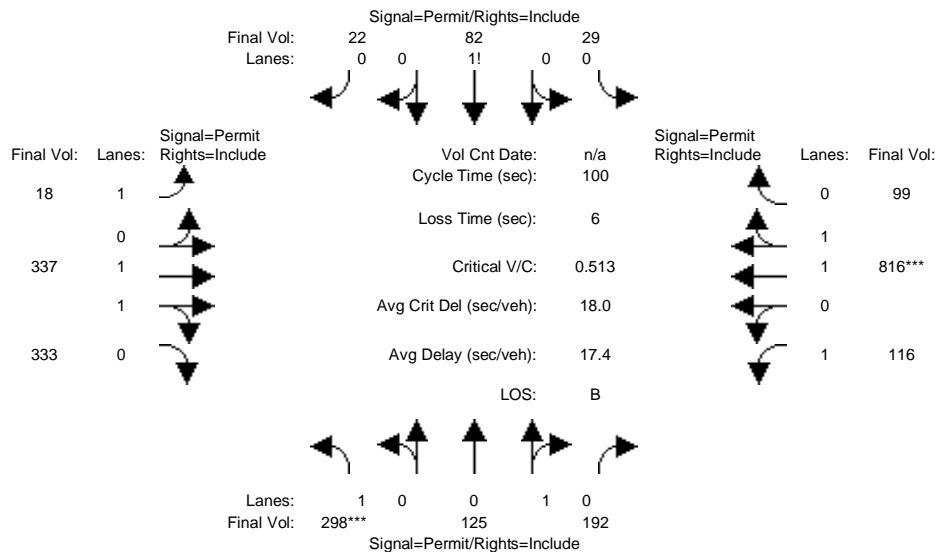 Signal=Permit/Rights=Include
Final Vol: 22 82 29
Lanes: 0 0 1! 0 0
Signal=Permit
Final Vol: Lanes: Rights=Include
Vol Cnt Date: n/a
Signal=Permit
Rights=Include Lanes: Final Vol:
Cycle Time (sec): 100
18 1
0 99
Loss Time (sec): 6
0
1
337 1
Critical V/C: 0.513
1 816***
1
Avg Crit Del (sec/veh): 18.0
0
333 0
Avg Delay (sec/veh): 17.4
1 116
LOS: B
Lanes: 1 0 0 1 0
Final Vol: 298*** 125 192
Signal=Permit/Rights=Include